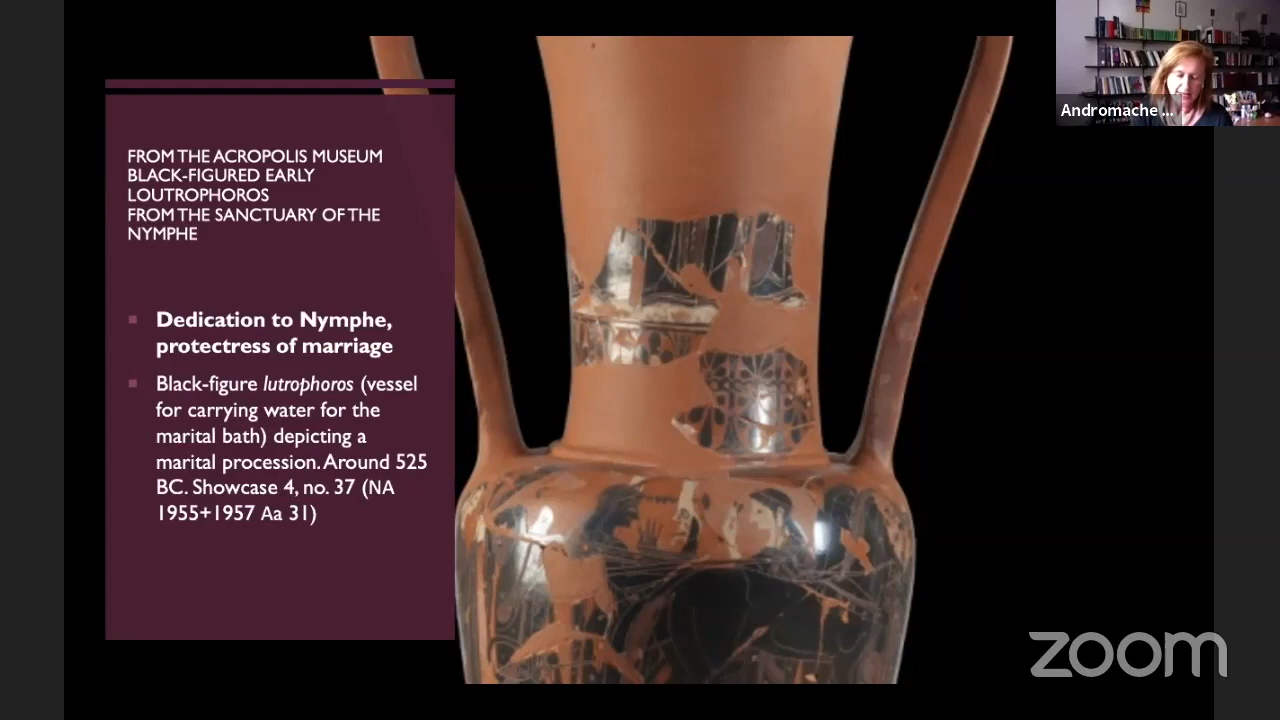 FROM THE ACROPOLIS MUSEUM
BLACK-FIGURED EARLY
LOUTROPHOROS
FROM THE SANCTUARY OF THE
NYMPHE
Dedication to Nymphe,
protectress of marriage
Black-figure lutrophoros (vessel
for carrying water for the
marital bath) depicting a
marital procession. Around 525
BC. Showcase 4, no. 37 (NA
1955+1957 Aa 31)
Andromache ...
zoom